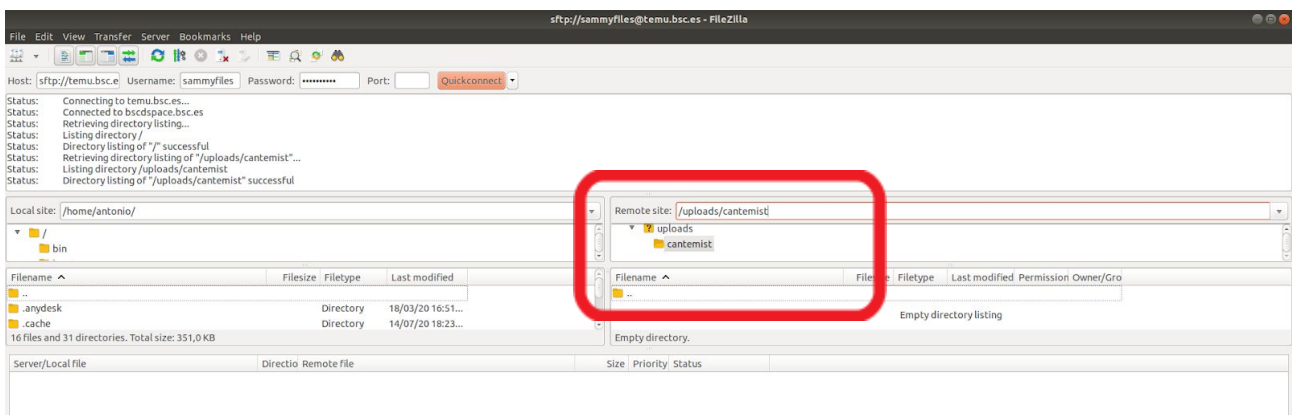 sftp://sammyfiles@temu.bsc.es - FileZilla
File Edit View Transfer Server Bookmarks Help
Host: sftp://temu.bsc.e Username: sammyfiles Password: •••••••••• Port: Quickconnect
Status: Connecting to temu.bsc.es...
Status: Connected to bscdspace.bsc.es
Status: Retrieving directory listing...
Status: Listing directory /
Status: Directory listing of "/" successful
Status: Retrieving directory listing of "/uploads/cantemist"...
Status: Listing directory /uploads/cantemist
Status: Directory listing of "/uploads/cantemist" successful
Local site: /home/antonio/
/
bin
Filename Filesize Filetype Last modified
..
.anydesk Directory 18/03/20 16:51...
.cache Directory 14/07/20 18:23...
16 files and 31 directories. Total size: 351,0 KB
Remote site: /uploads/cantemist
? uploads
cantemist
Filename Filesize Filetype Last modified Permission Owner/Gro
..
Empty directory listing
Empty directory.
Server/Local file Directio Remote file Size Priority Status